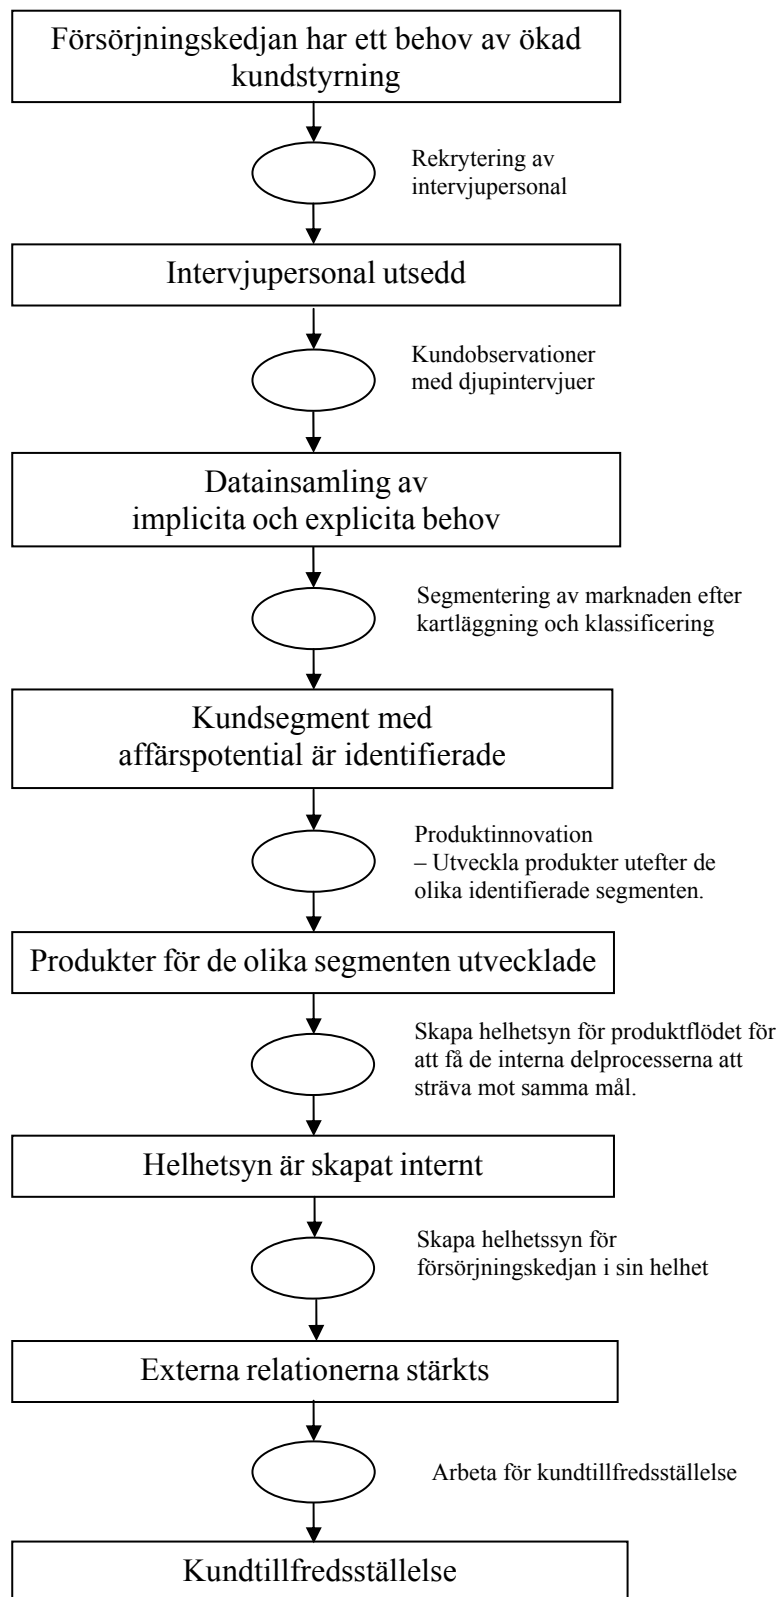 Försörjningskedjan har ett behov av ökad
kundstyrning
Rekrytering av
intervjupersonal
Intervjupersonal utsedd
Kundobservationer
med djupintervjuer
Datainsamling av
implicita och explicita behov
Segmentering av marknaden efter
kartläggning och klassificering
Kundsegment med
affärspotential är identifierade
Produktinnovation
– Utveckla produkter utefter de
olika identifierade segmenten.
Produkter för de olika segmenten utvecklade
Skapa helhetsyn för produktflödet för
att få de interna delprocesserna att
sträva mot samma mål.
Helhetsyn är skapat internt
Skapa helhetssyn för
försörjningskedjan i sin helhet
Externa relationerna stärkts
Arbeta för kundtillfredsställelse
Kundtillfredsställelse